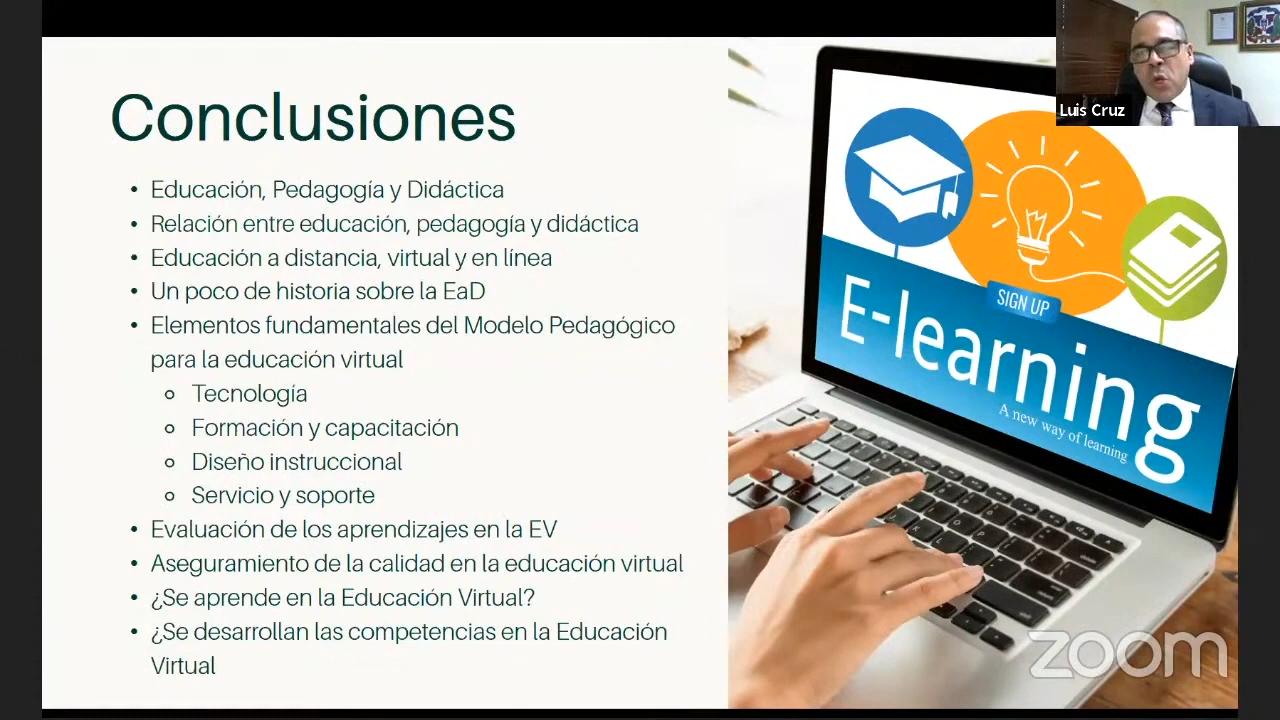 Luis Cruz
Conclusiones
• Educación, Pedagogía y Didáctica
• Relación entre educación, pedagogía y didáctica
• Educación a distancia, virtual y en línea
• Un poco de historia sobre la EaD
• Elementos fundamentales del Modelo Pedagógico
para la educación virtual
○ Tecnología
○ Formación y capacitación
○ Diseño instruccional
○ Servicio y soporte
• Evaluación de los aprendizajes en la EV
• Aseguramiento de la calidad en la educación virtual
• ¿Se aprende en la Educación Virtual?
• ¿Se desarrollan las competencias en la Educación
Virtual
SIGN UP
E-learning
A new way of learning
zoom